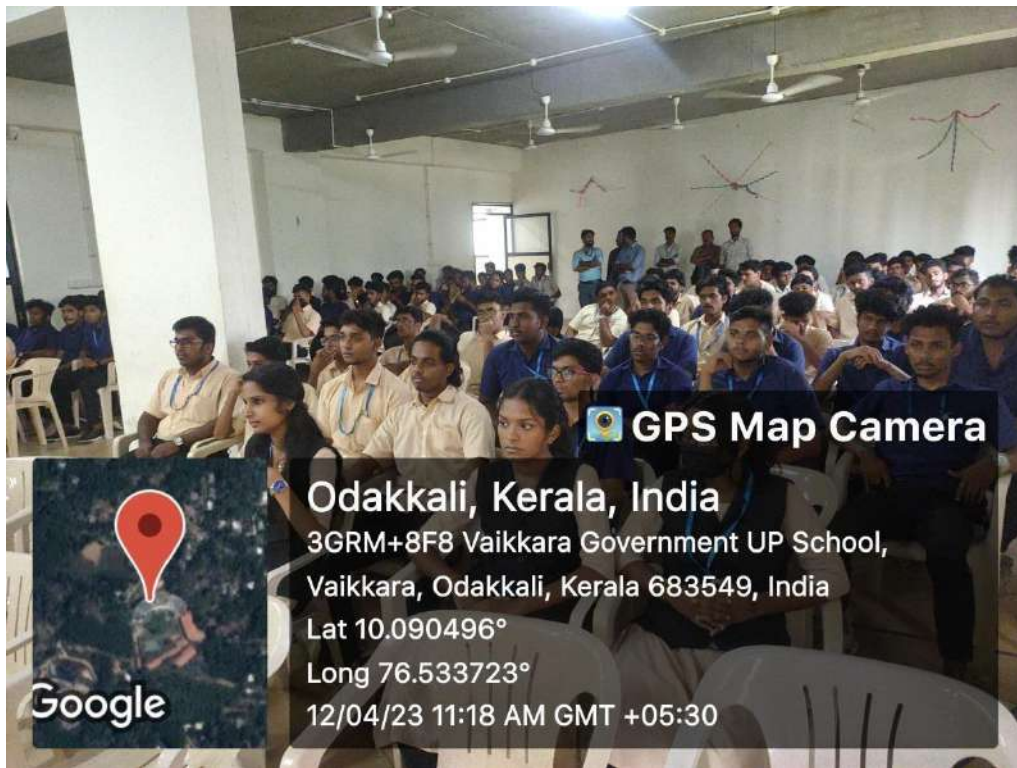 GPS Map Camera
Odakkali, Kerala, India
3GRM+8F8 Vaikkara Government UP School,
Vaikkara, Odakkali, Kerala 683549, India
Lat 10.090496°
Long 76.533723°
12/04/23 11:18 AM GMT +05:30
Google